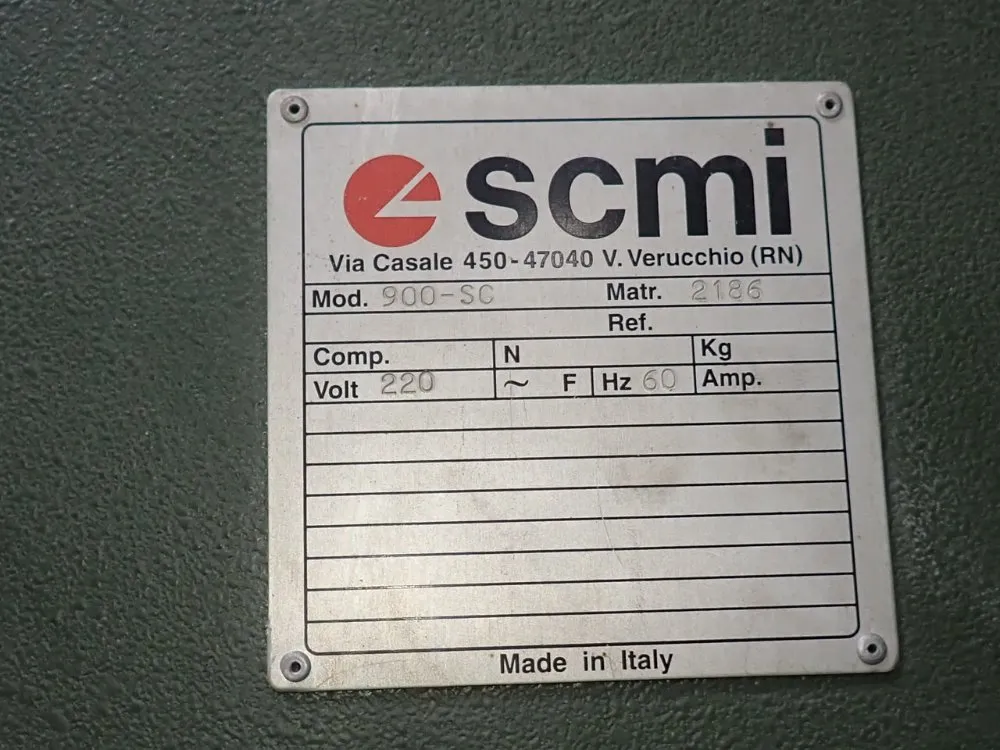 scmi
Via Casale 450-47040 V. Verucchio (RN)
Mod. 900-SC Matr. 2186
Ref.
Comp. N Kg
Volt 220 ~ F Hz 60 Amp.
Made in Italy